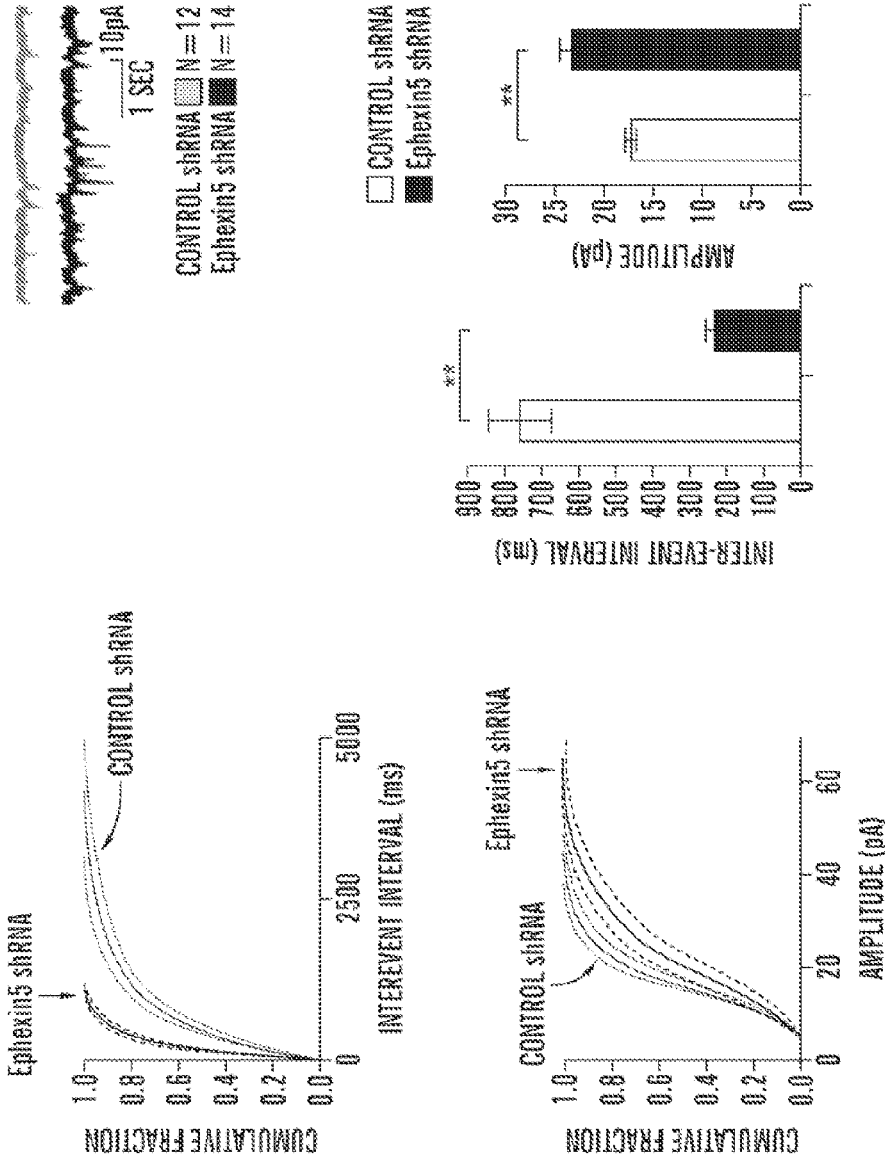 Ephexin5 shRNA
CONTROL shRNA
CUMULATIVE FRACTION
1.0
0.8
0.6
0.4
0.2
0.0
0
2500
5000
INTEREVENT INTERVAL (ms)
10pA
1 SEC
CONTROL shRNA N=12
Ephexin5 shRNA N=14
CONTROL shRNA
Ephexin5 shRNA
CUMULATIVE FRACTION
1.0
0.8
0.6
0.4
0.2
0.0
0
20
40
60
AMPLITUDE (pA)
CONTROL shRNA
Ephexin5 shRNA
INTER-EVENT INTERVAL (ms)
900
800
700
600
500
400
300
200
100
0
**
AMPLITUDE (pA)
30
25
20
15
10
5
0
**